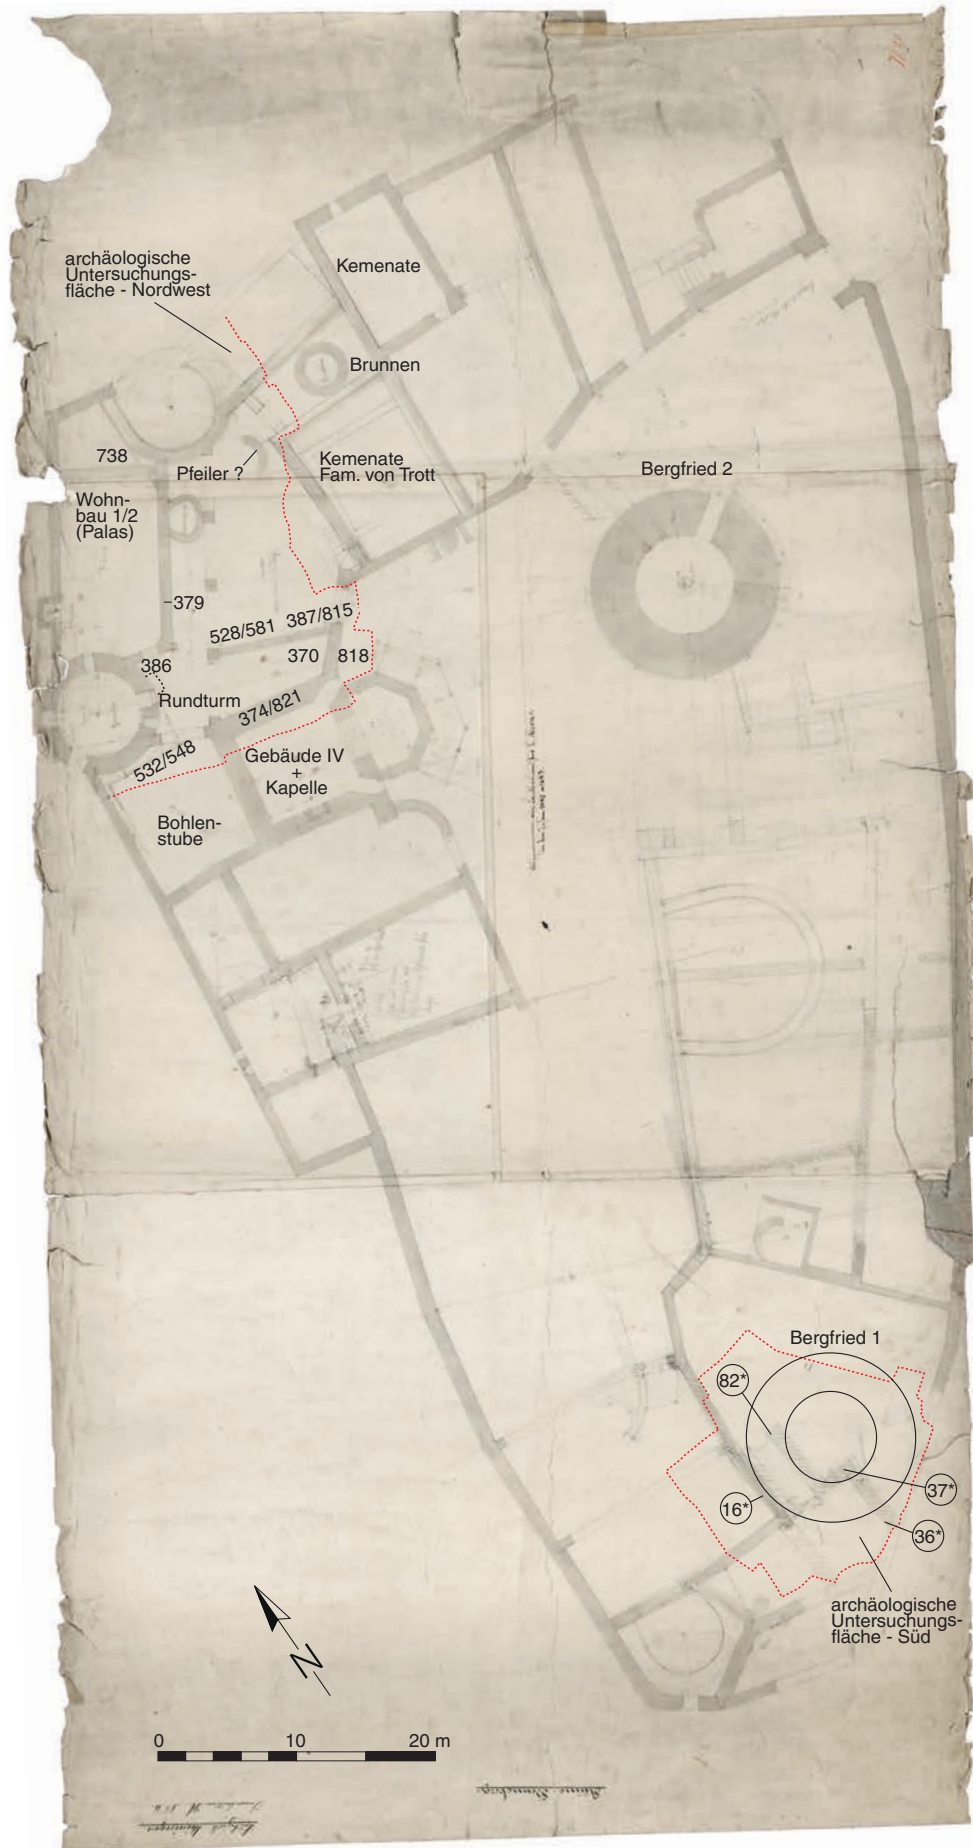 archäologische
Untersuchungs-
fläche - Nordwest
Kemenate
Brunnen
738
Pfeiler ?
Kemenate
Fam. von Trott
Bergfried 2
Wohn-
bau 1/2
(Palas)
379
528/581
387/815
386
370
818
Rundturm
374/821
532/548
Gebäude IV
+
Kapelle
Bohlen-
stube
Bergfried 1
82*
37*
16*
36*
archäologische
Untersuchungs-
fläche - Süd
N
0 10 20 m